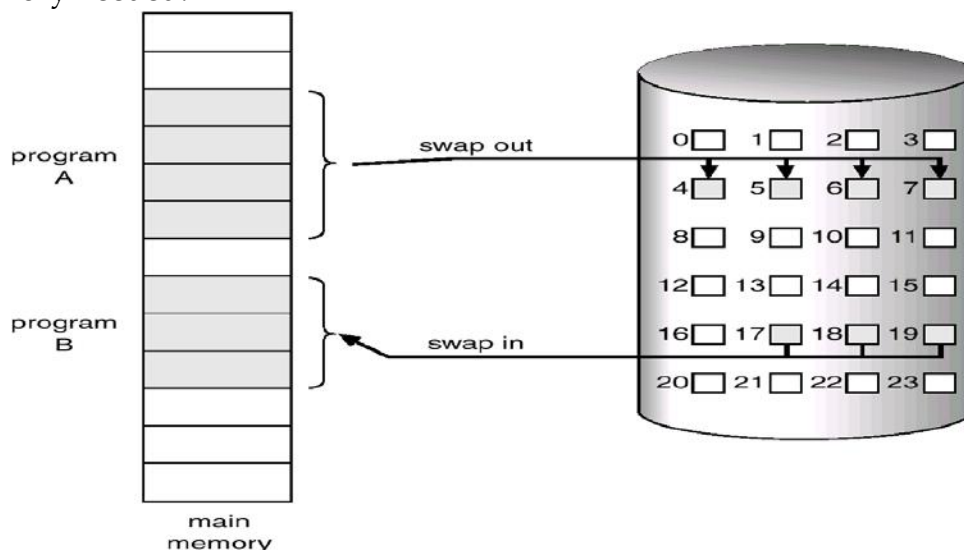 program
A
program
B
main
memory
swap out
swap in
0 1 2 3
4 5 6 7
8 9 10 11
12 13 14 15
16 17 18 19
20 21 22 23